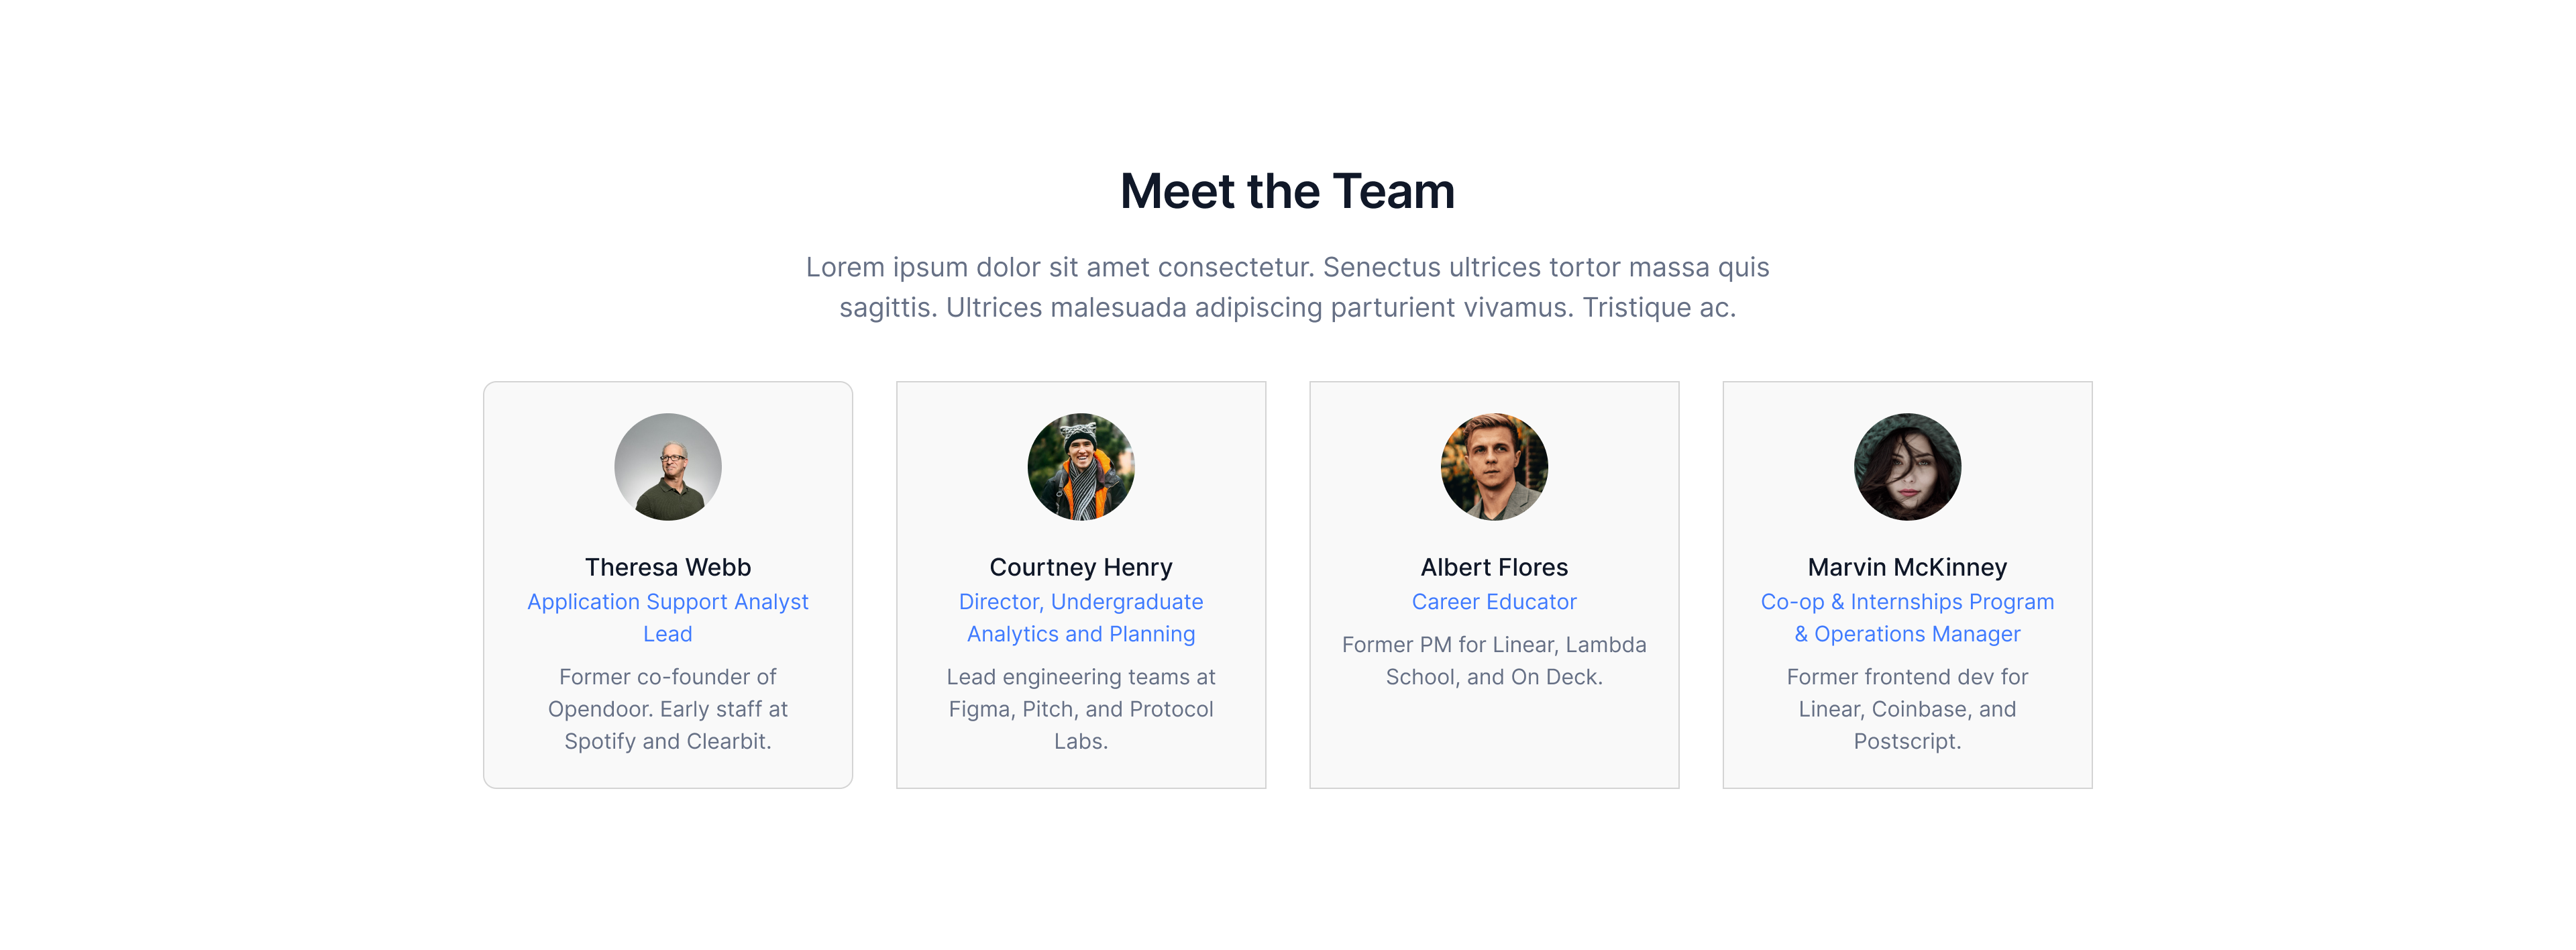 Meet the Team
Lorem ipsum dolor sit amet consectetur. Senectus ultrices tortor massa quis
sagittis. Ultrices malesuada adipiscing parturient vivamus. Tristique ac.
Theresa Webb
Application Support Analyst
Lead
Former co-founder of
Opendoor. Early staff at
Spotify and Clearbit.
Courtney Henry
Director, Undergraduate
Analytics and Planning
Lead engineering teams at
Figma, Pitch, and Protocol
Labs.
Albert Flores
Career Educator
Former PM for Linear, Lambda
School, and On Deck.
Marvin McKinney
Co-op & Internships Program
& Operations Manager
Former frontend dev for
Linear, Coinbase, and
Postscript.